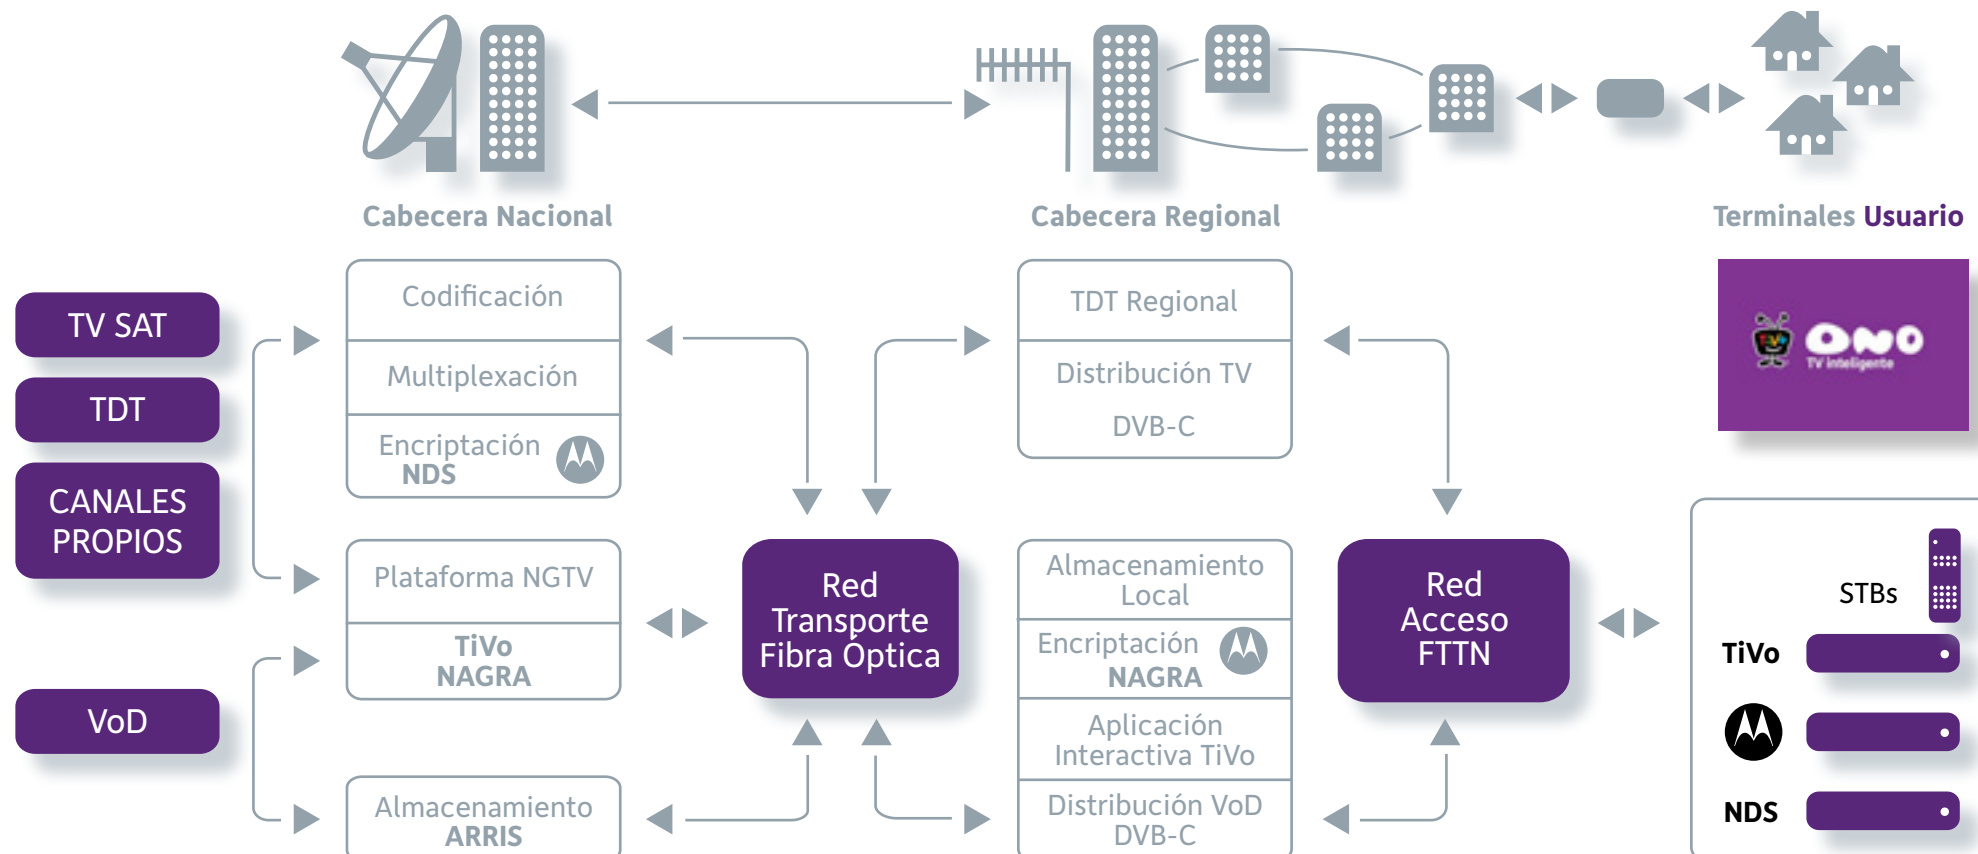 Cabecera Nacional
Cabecera Regional
Terminales Usuario
TV SAT
TDT
CANALES
PROPIOS
VoD
Codificación
Multiplexación
Encriptación
NDS
Plataforma NGTV
TiVo
NAGRA
Almacenamiento
ARRIS
Red
Transporte
Fibra Óptica
TDT Regional
Distribución TV
DVB-C
Almacenamiento
Local
Encriptación
NAGRA
Aplicación
Interactiva TiVo
Distribución VoD
DVB-C
Red
Acceso
FTTN
ONO
TV inteligente
STBs
TiVo
NDS